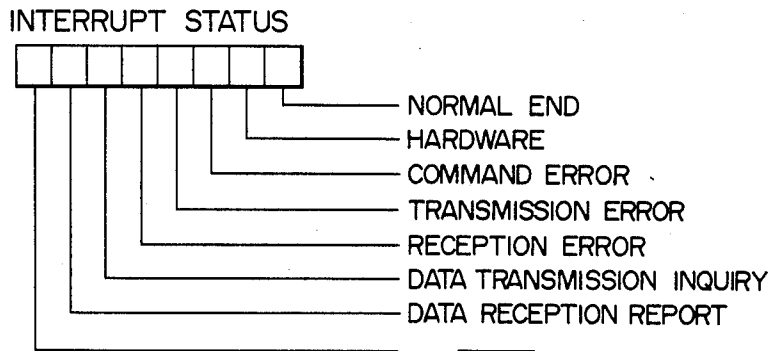 INTERRUPT STATUS
NORMAL END
HARDWARE
COMMAND ERROR
TRANSMISSION ERROR
RECEPTION ERROR
DATA TRANSMISSION INQUIRY
DATA RECEPTION REPORT